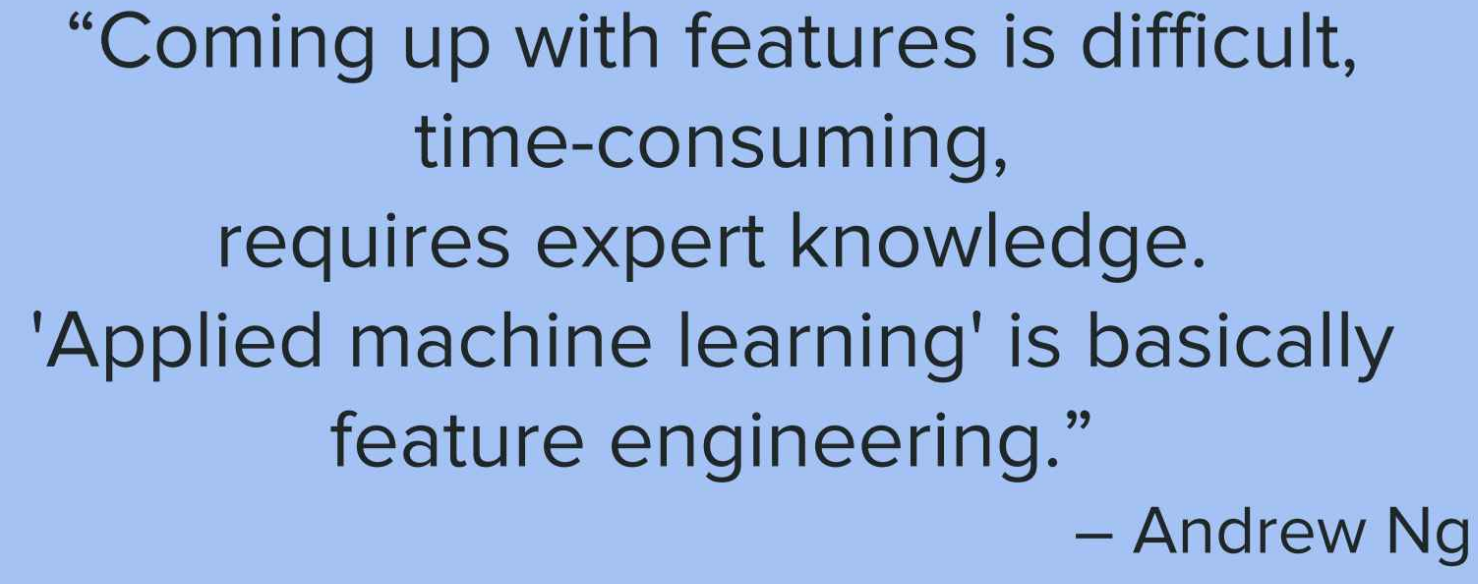 “Coming up with features is difficult,
time-consuming,
requires expert knowledge.
'Applied machine learning' is basically
feature engineering.”
– Andrew Ng